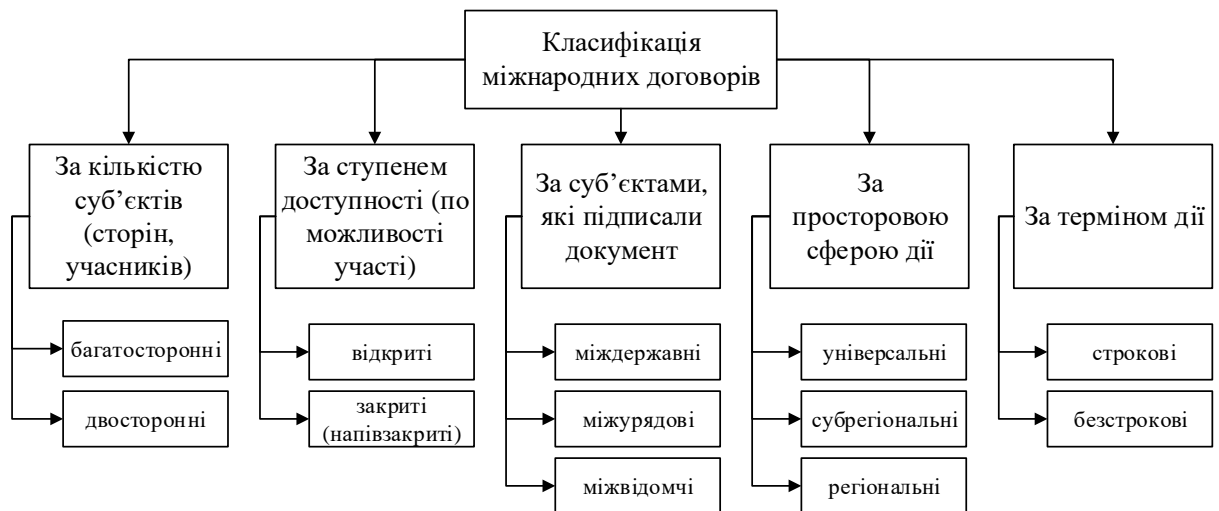 Класифікація
міжнародних договорів
За кількістю
суб’єктів
(сторін,
учасників)
багатосторонні
двосторонні
За ступенем
доступності (по
можливості
участі)
відкриті
закриті
(напівзакриті)
За суб’єктами,
які підписали
документ
міждержавні
міжурядові
міжвідомчі
За
просторовою
сферою дії
універсальні
субрегіональні
регіональні
За терміном дії
строкові
безстрокові